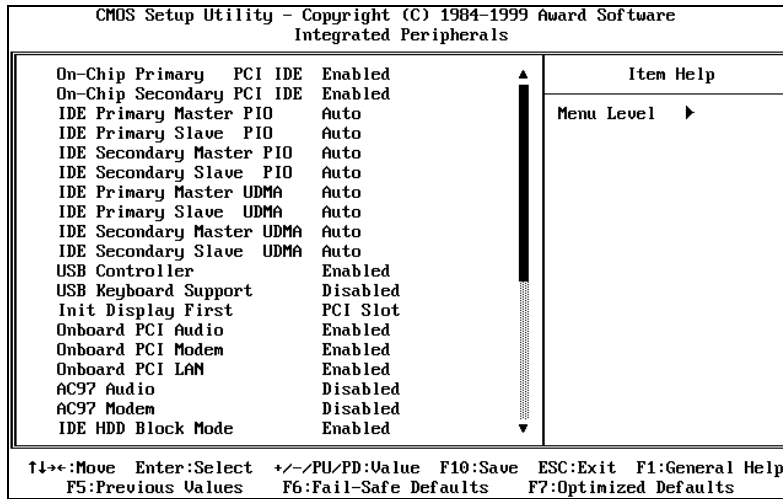 CMOS Setup Utility - Copyright (C) 1984-1999 Award Software
Integrated Peripherals
On-Chip Primary PCI IDE Enabled
On-Chip Secondary PCI IDE Enabled
IDE Primary Master PIO Auto
IDE Primary Slave PIO Auto
IDE Secondary Master PIO Auto
IDE Secondary Slave PIO Auto
IDE Primary Master UDMA Auto
IDE Primary Slave UDMA Auto
IDE Secondary Master UDMA Auto
IDE Secondary Slave UDMA Auto
USB Controller Enabled
USB Keyboard Support Disabled
Init Display First PCI Slot
Onboard PCI Audio Enabled
Onboard PCI Modem Enabled
Onboard PCI LAN Enabled
AC97 Audio Disabled
AC97 Modem Disabled
IDE HDD Block Mode Enabled
Item Help
Menu Level ▶
↑↓→←:Move Enter:Select +/-/PU/PD:Value F10:Save ESC:Exit F1:General Help
F5:Previous Values F6:Fail-Safe Defaults F7:Optimized Defaults